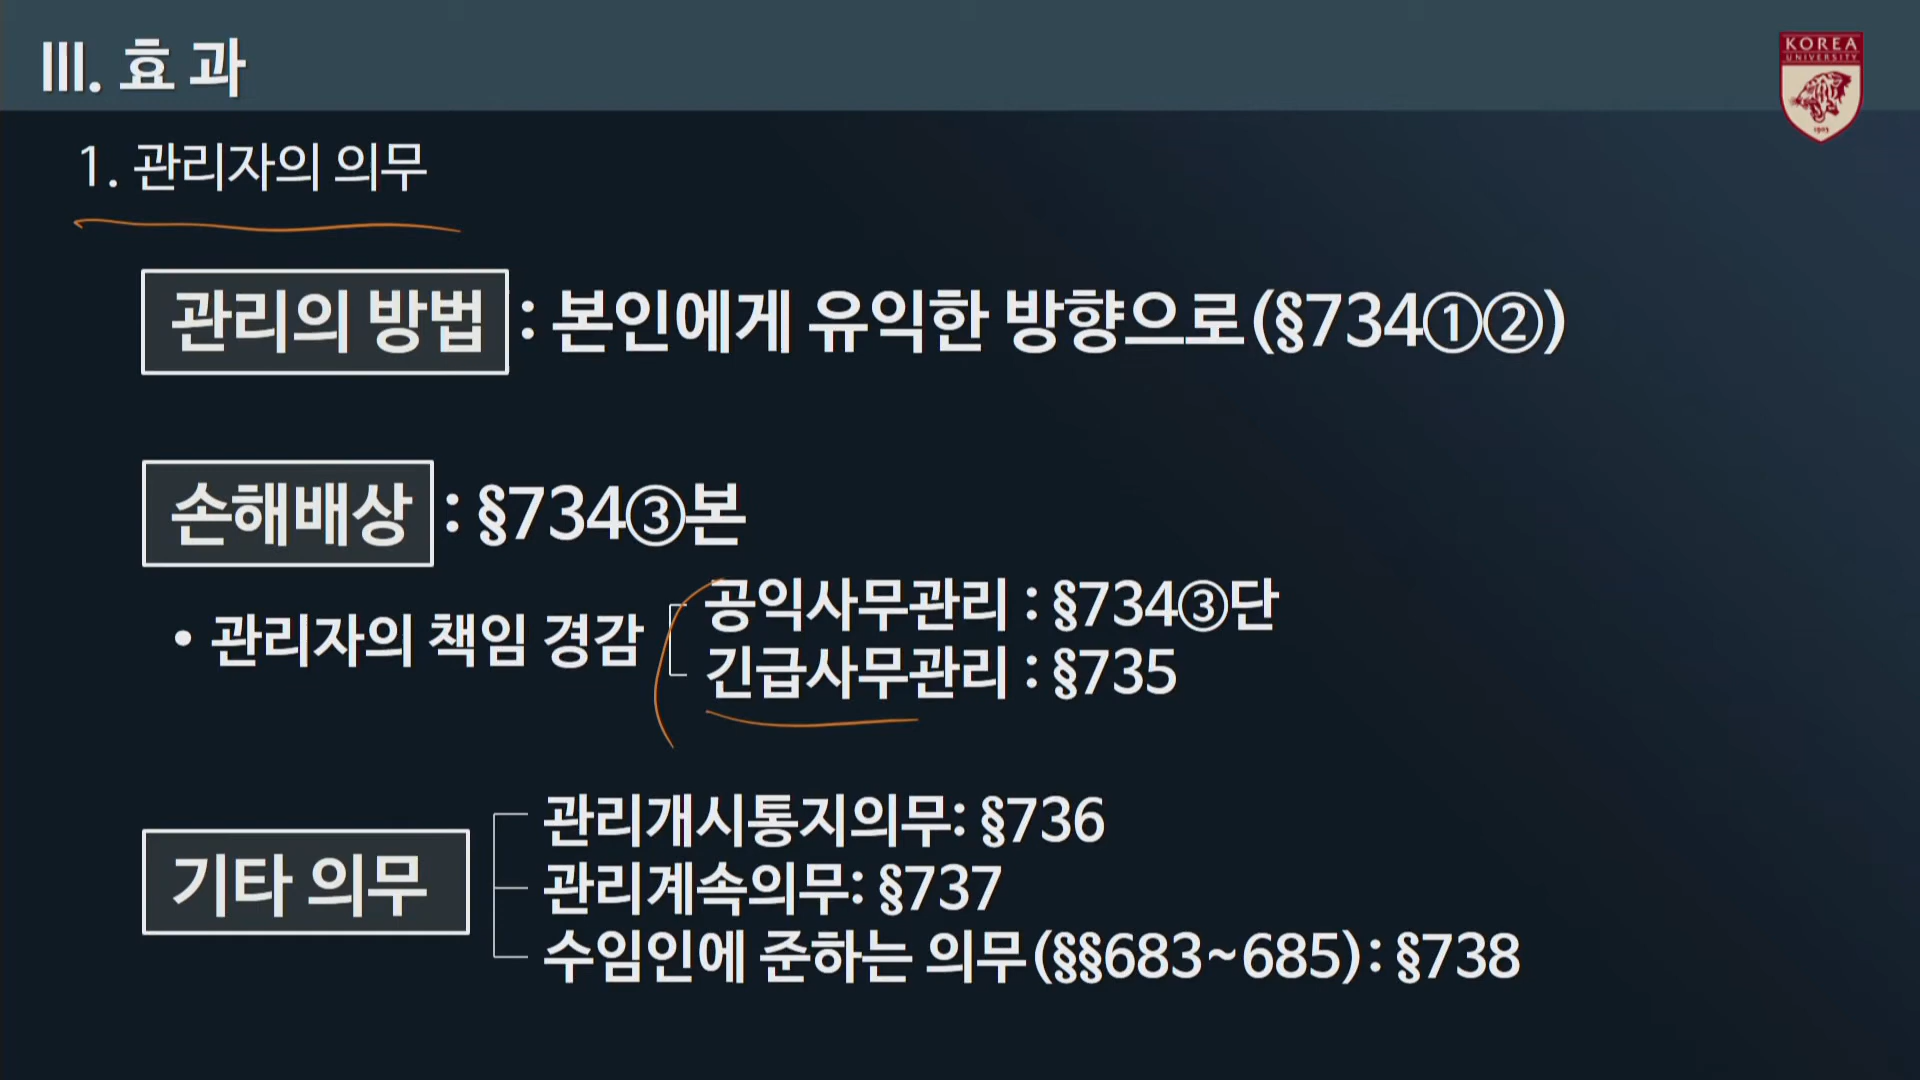 III. 효 과
KOREA
UNIVERSITY
1905
1. 관리자의 의무
관리의 방법 : 본인에게 유익한 방향으로(§734①②)
손해배상 : §734③본
• 관리자의 책임 경감
공익사무관리 : §734③단
긴급사무관리 : §735
기타 의무
관리개시통지의무: §736
관리계속의무: §737
수임인에 준하는 의무(§§683~685): §738